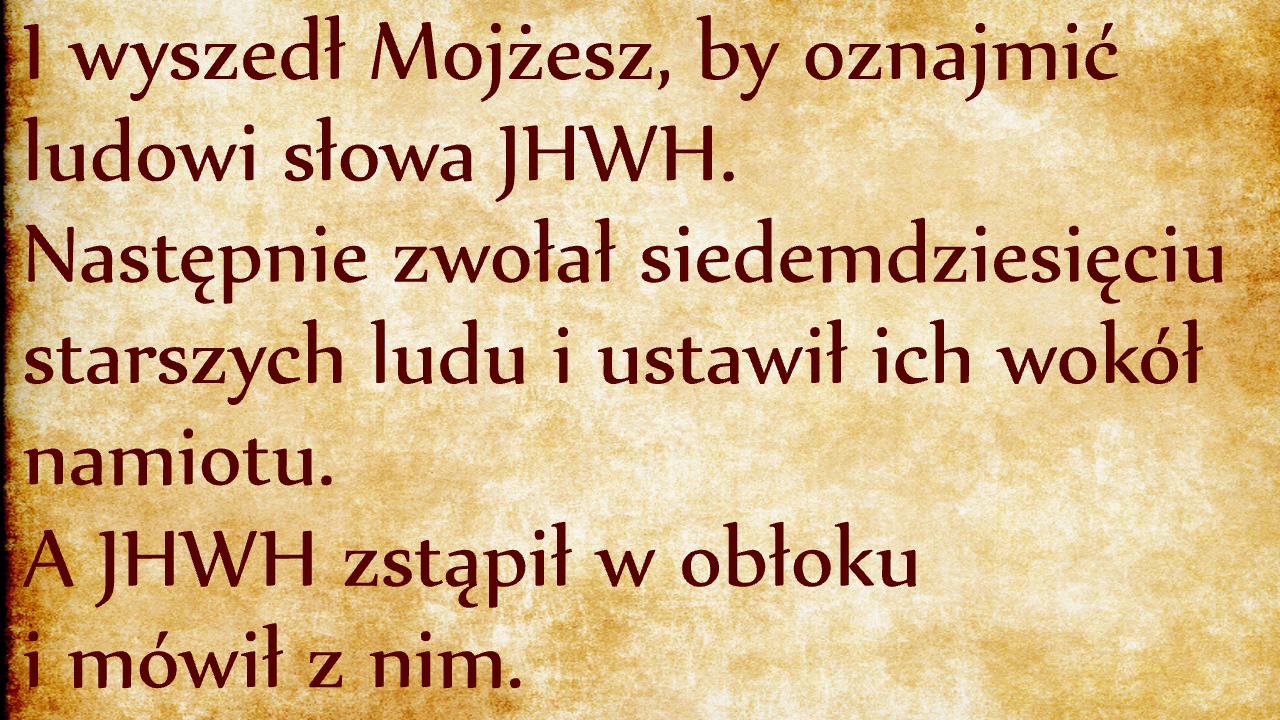 I wyszedł Mojżesz, by oznajmić
ludowi słowa JHWH.
Następnie zwołał siedemdziesięciu
starszych ludu i ustawił ich wokół
namiotu.
A JHWH zstąpił w obłoku
i mówił z nim.